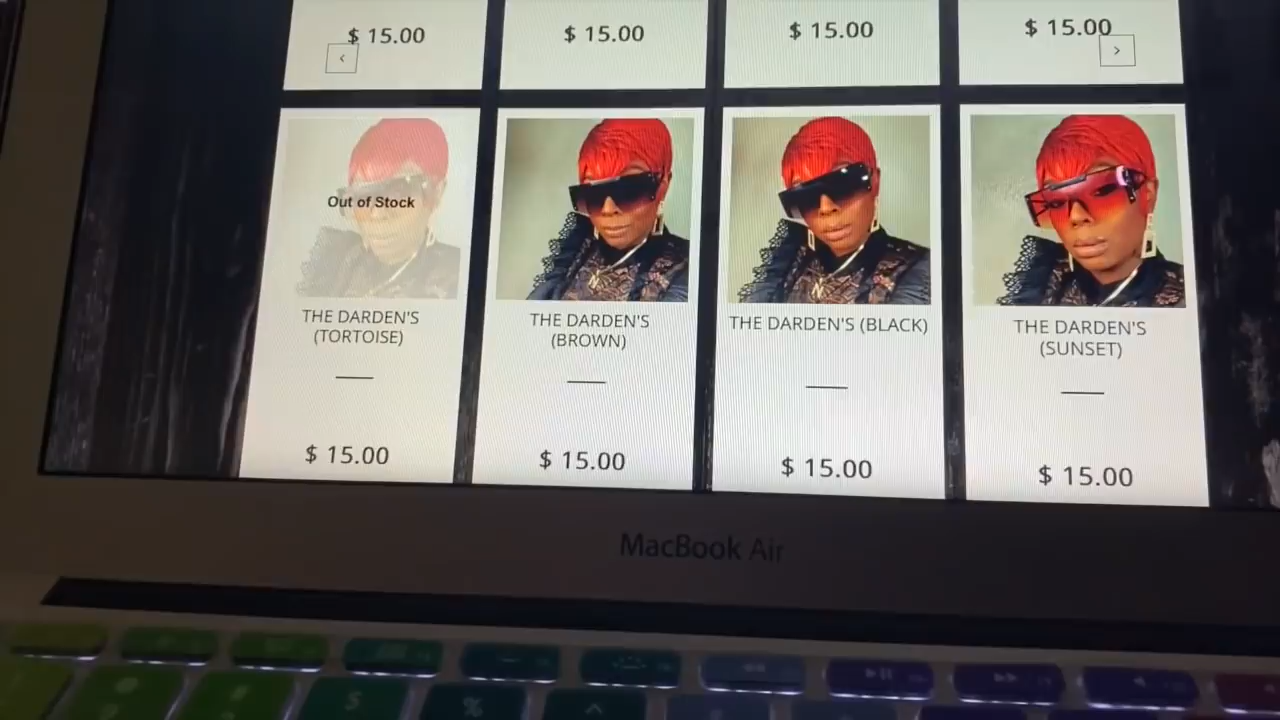 $ 15.00
$ 15.00
$ 15.00
$ 15.00
Out of Stock
THE DARDEN'S
(TORTOISE)
$ 15.00
THE DARDEN'S
(BROWN)
$ 15.00
THE DARDEN'S (BLACK)
$ 15.00
THE DARDEN'S
(SUNSET)
$ 15.00
MacBook Air
$ % ^